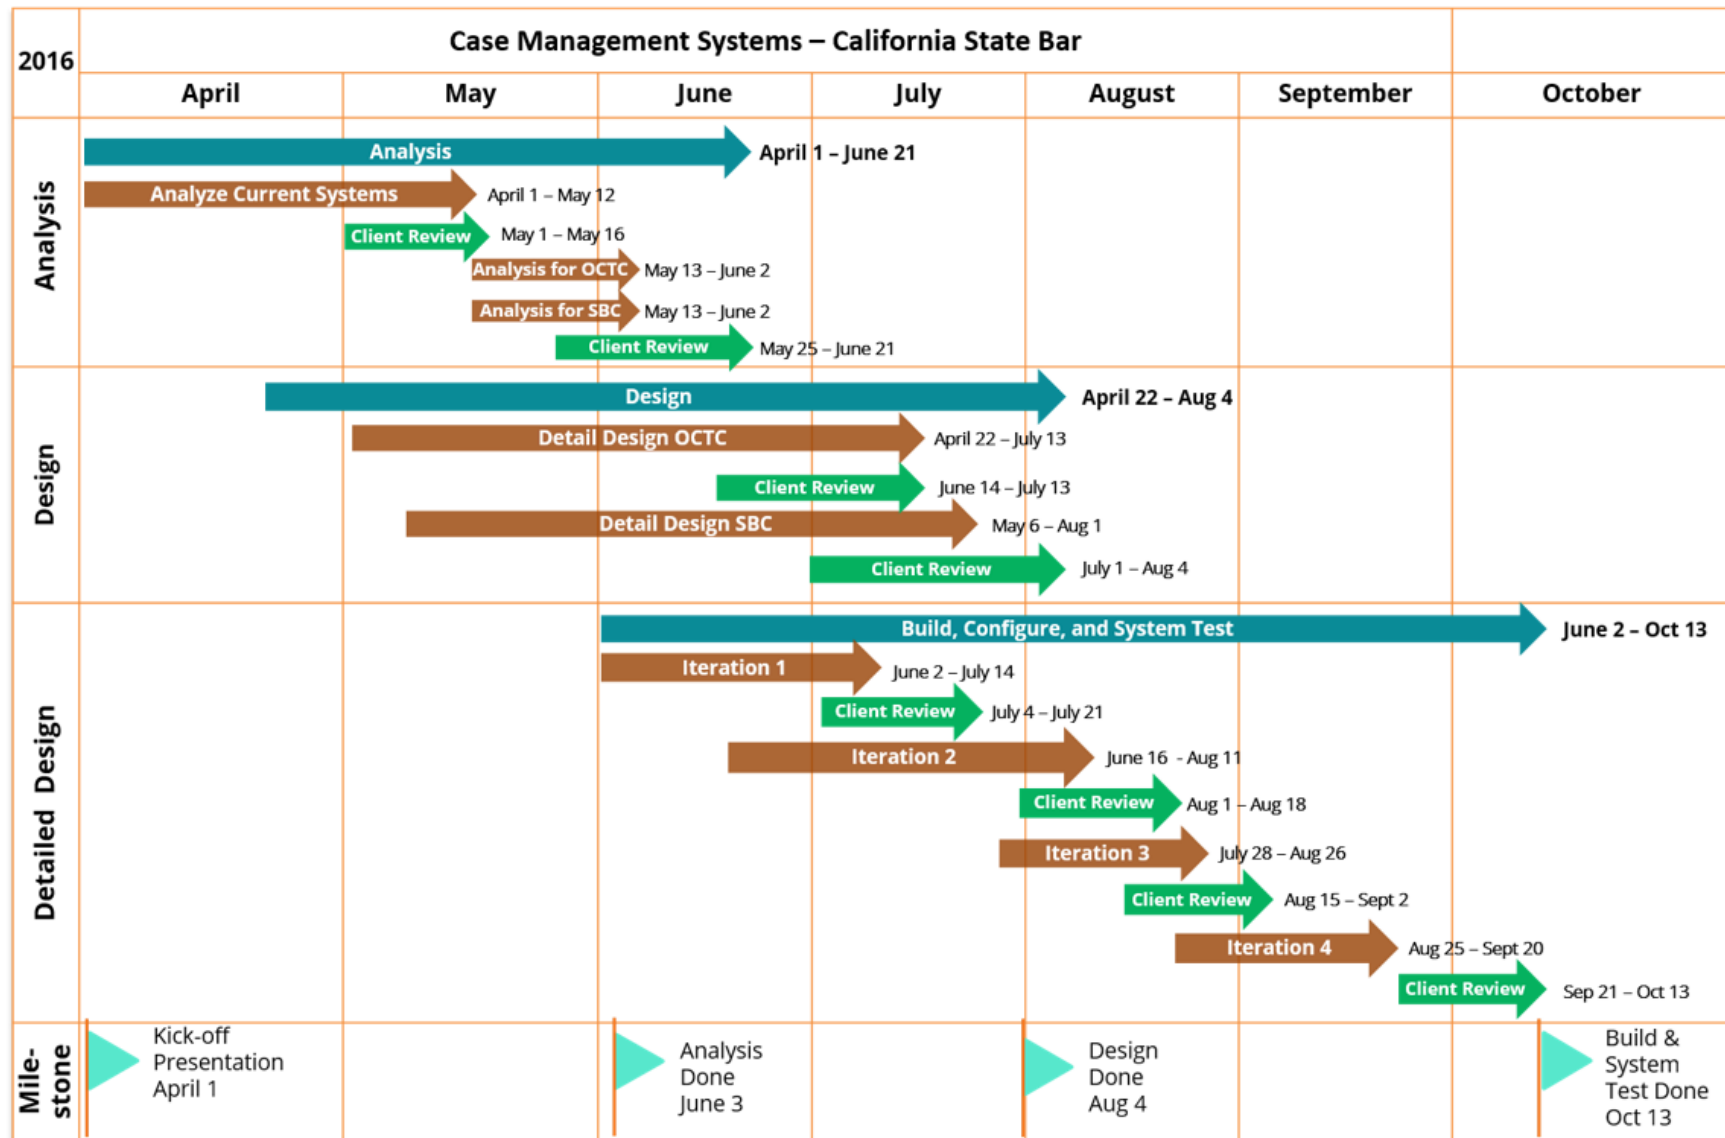 2016
Case Management Systems – California State Bar
April
May
June
July
August
September
October
Analysis
Analysis
April 1 – June 21
Analyze Current Systems
April 1 – May 12
Client Review
May 1 – May 16
Analysis for OCTC
May 13 – June 2
Analysis for SBC
May 13 – June 2
Client Review
May 25 – June 21
Design
Design
April 22 – Aug 4
Detail Design OCTC
April 22 – July 13
Client Review
June 14 – July 13
Detail Design SBC
May 6 – Aug 1
Client Review
July 1 – Aug 4
Detailed Design
Build, Configure, and System Test
June 2 – Oct 13
Iteration 1
June 2 – July 14
Client Review
July 4 – July 21
Iteration 2
June 16 - Aug 11
Client Review
Aug 1 – Aug 18
Iteration 3
July 28 – Aug 26
Client Review
Aug 15 – Sept 2
Iteration 4
Aug 25 – Sept 20
Client Review
Sep 21 – Oct 13
Mile-
stone
Kick-off
Presentation
April 1
Analysis
Done
June 3
Design
Done
Aug 4
Build &
System
Test Done
Oct 13